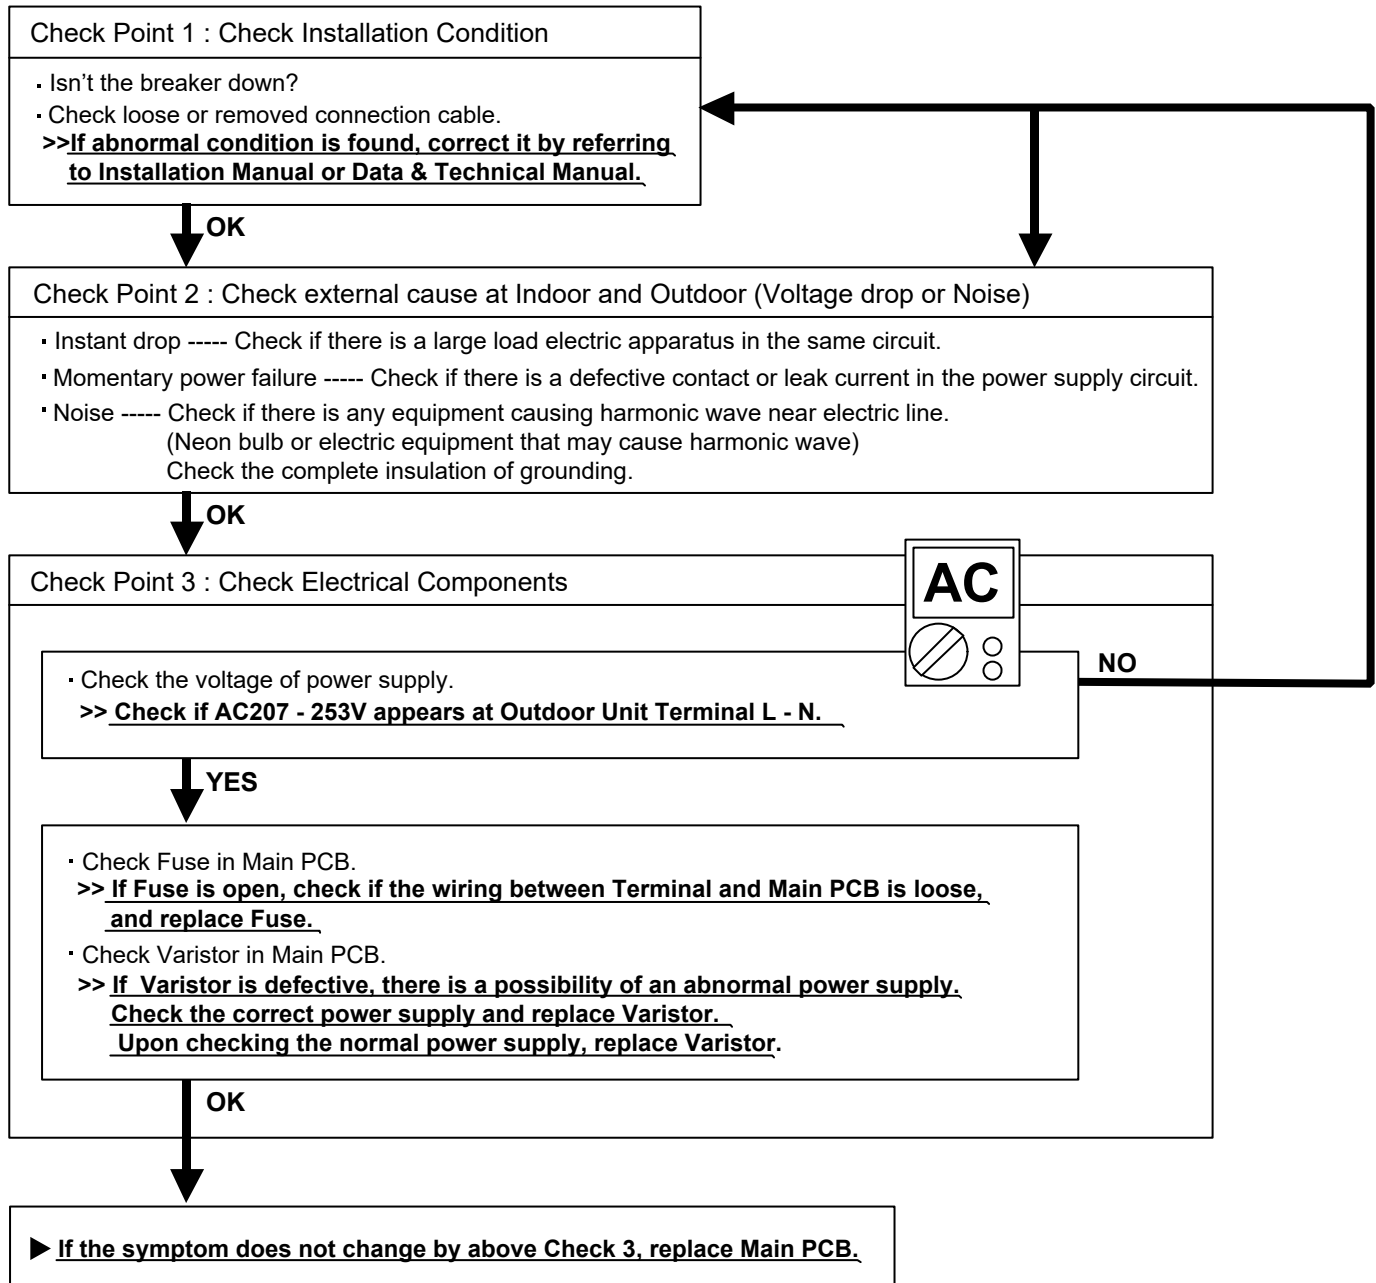 Check Point 1 : Check Installation Condition
· Isn’t the breaker down?
· Check loose or removed connection cable.
>>If abnormal condition is found, correct it by referring
to Installation Manual or Data & Technical Manual.
OK
Check Point 2 : Check external cause at Indoor and Outdoor (Voltage drop or Noise)
· Instant drop ----- Check if there is a large load electric apparatus in the same circuit.
· Momentary power failure ----- Check if there is a defective contact or leak current in the power supply circuit.
· Noise ----- Check if there is any equipment causing harmonic wave near electric line.
(Neon bulb or electric equipment that may cause harmonic wave)
Check the complete insulation of grounding.
OK
Check Point 3 : Check Electrical Components
AC
NO
· Check the voltage of power supply.
>> Check if AC207 - 253V appears at Outdoor Unit Terminal L - N.
YES
· Check Fuse in Main PCB.
>> If Fuse is open, check if the wiring between Terminal and Main PCB is loose,
and replace Fuse.
· Check Varistor in Main PCB.
>> If  Varistor is defective, there is a possibility of an abnormal power supply.
Check the correct power supply and replace Varistor.
Upon checking the normal power supply, replace Varistor.
OK
▶ If the symptom does not change by above Check 3, replace Main PCB.